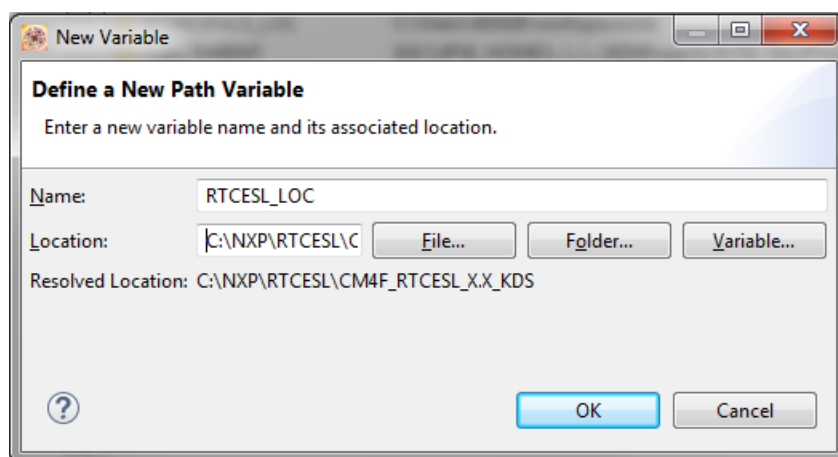 New Variable
Define a New Path Variable
Enter a new variable name and its associated location.
Name: RTCESL_LOC
Location: C:\NXP\RTCESL\C File... Folder... Variable...
Resolved Location: C:\NXP\RTCESL\CM4F_RTCESL_X.X_KDS
? OK Cancel